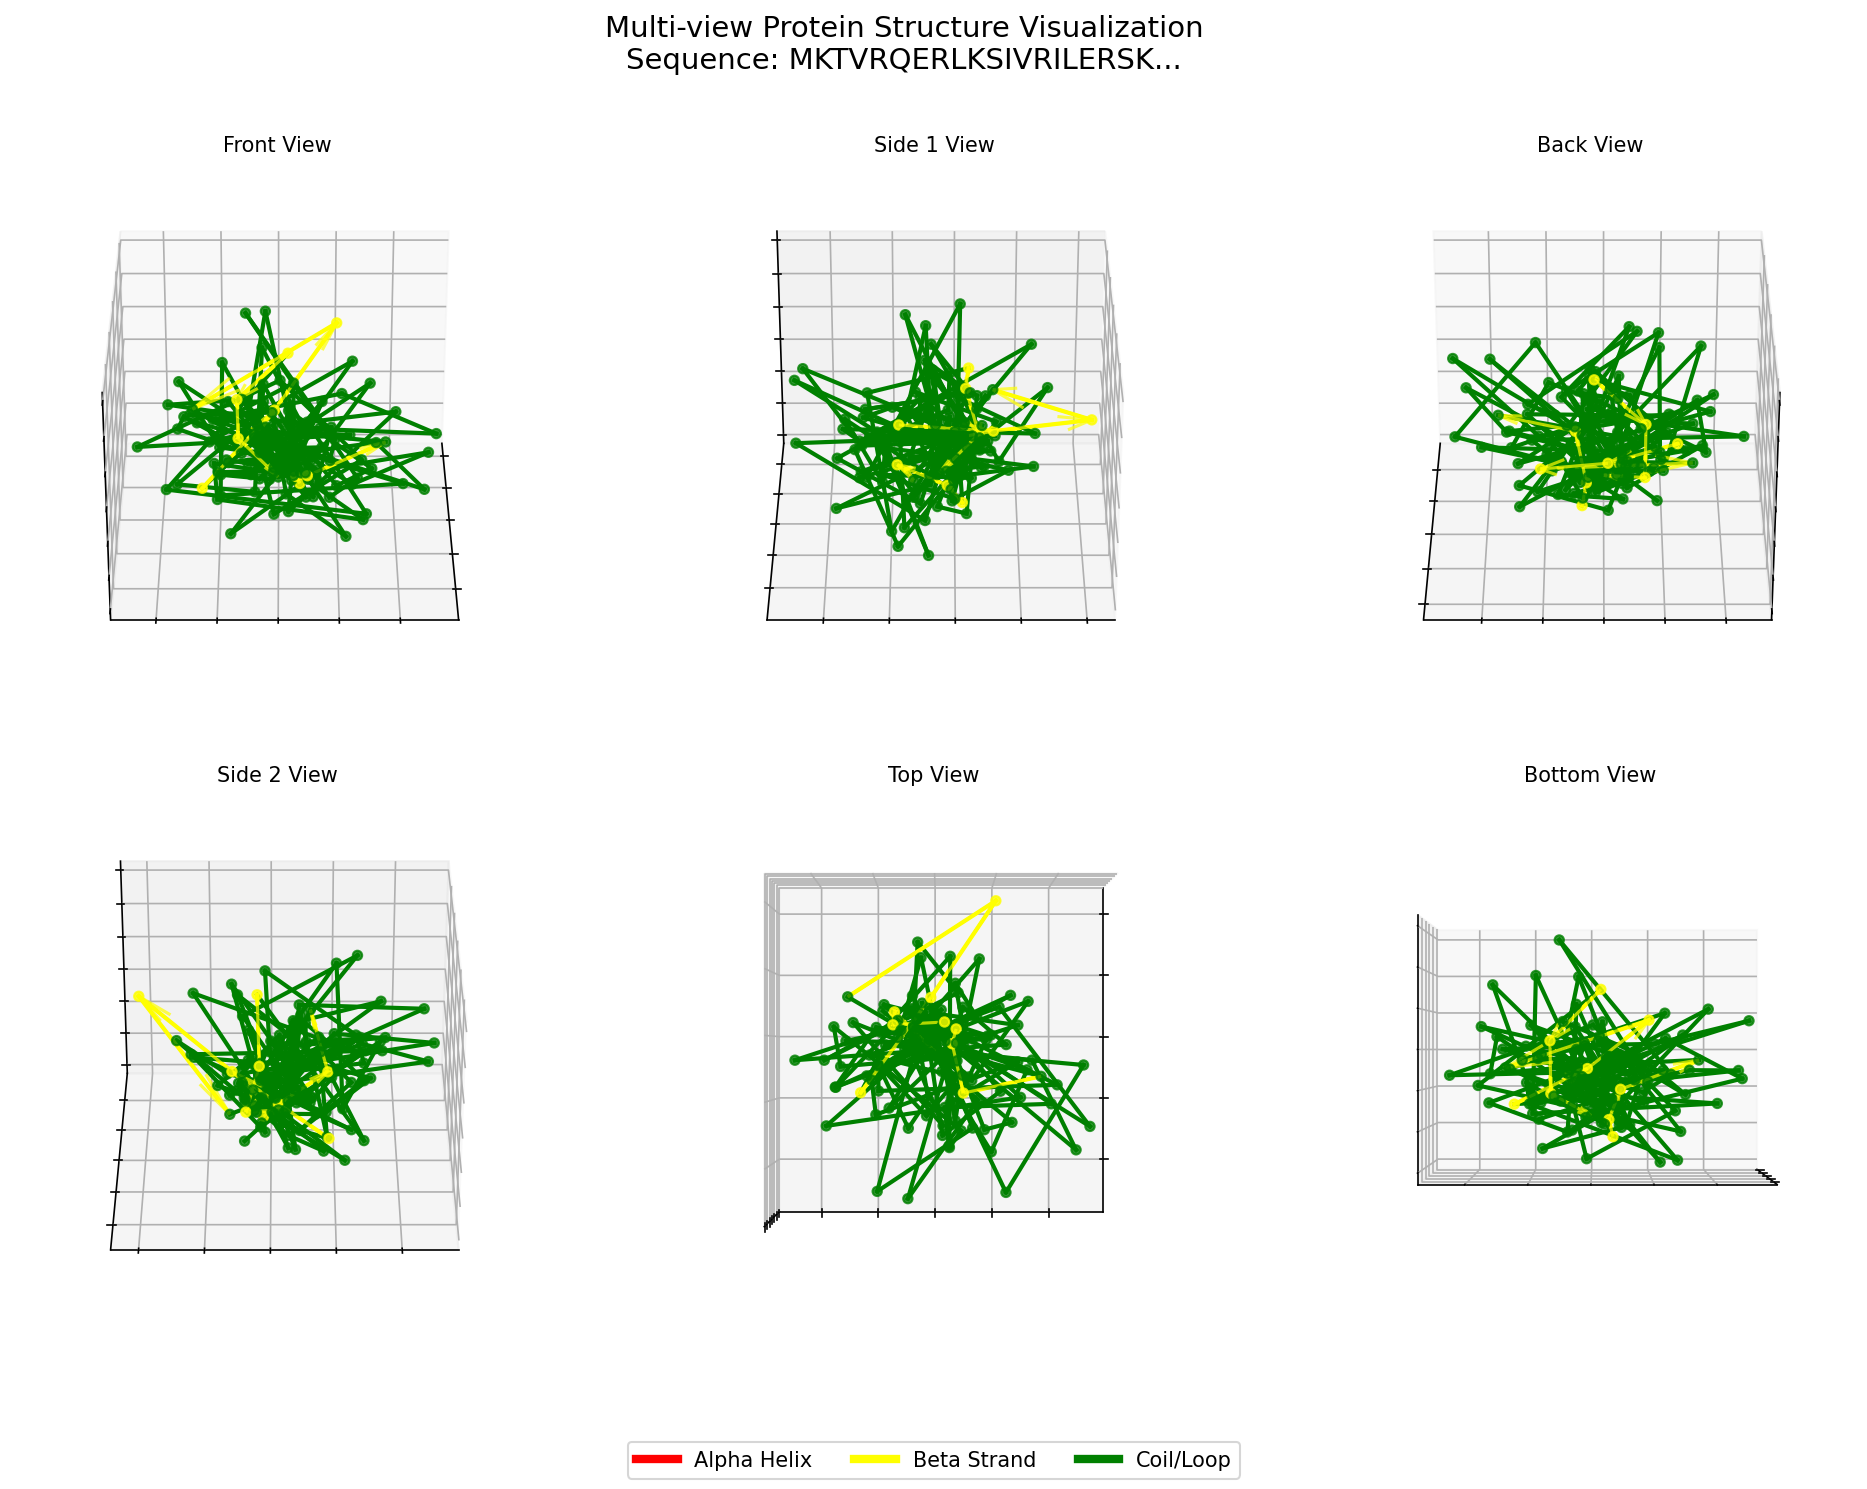 Multi-view Protein Structure Visualization
Sequence: MKTVRQERLKSIVRILERSK...
Front View
Side 1 View
Back View
Side 2 View
Top View
Bottom View
Alpha Helix
Beta Strand
Coil/Loop